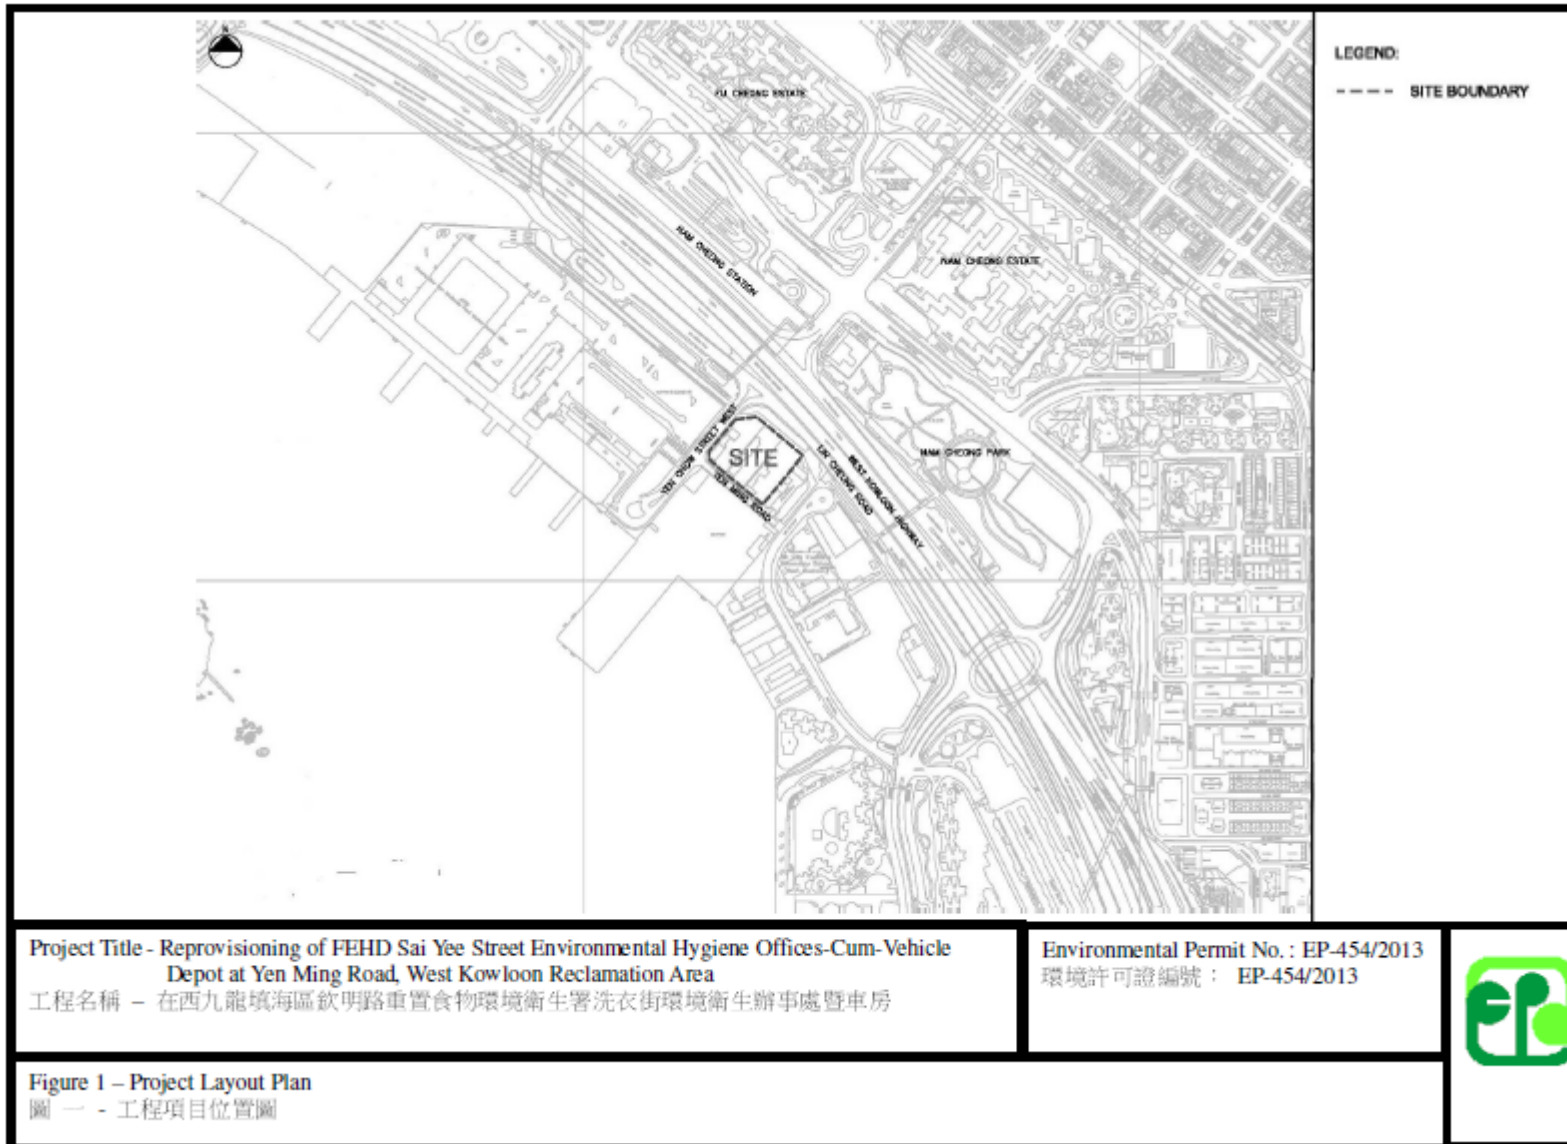 N
LEGEND:
SITE BOUNDARY
FU CHEONG ESTATE
NAM CHEONG STATION
NAM CHEONG ESTATE
YEN CHOW STREET WEST
SITE
YEN MING ROAD
LIN CHEUNG ROAD
WEST KOWLOON HIGHWAY
NAM CHEONG PARK
Project Title - Reprovisioning of FEHD Sai Yee Street Environmental Hygiene Offices-Cum-Vehicle
Depot at Yen Ming Road, West Kowloon Reclamation Area
工程名稱 – 在西九龍填海區欽明路重置食物環境衛生署洗衣街環境衛生辦事處暨車房
Environmental Permit No. : EP-454/2013
環境許可證編號： EP-454/2013
Figure 1 – Project Layout Plan
圖 一 - 工程項目位置圖